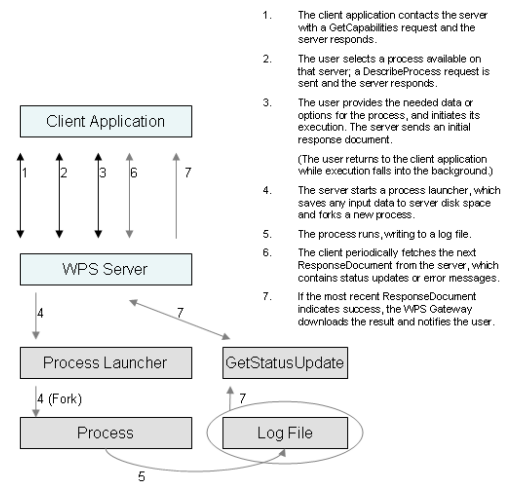 1. The client application contacts the server
with a GetCapabilities request and the
server responds.
2. The user selects a process available on
that server; a DescribeProcess request is
sent and the server responds.
3. The user provides the needed data or
options for the process, and initiates its
execution. The server sends an initial
response document.
(The user returns to the client application
while execution falls into the background.)
4. The server starts a process launcher, which
saves any input data to server disk space
and forks a new process.
5. The process runs, writing to a log file.
6. The client periodically fetches the next
ResponseDocument from the server, which
contains status updates or error messages.
7. If the most recent ResponseDocument
indicates success, the WPS Gateway
downloads the result and notifies the user.
Client Application
1 2 3 6 7
WPS Server
4 7
Process Launcher GetStatusUpdate
4 (Fork) 7
Process Log File
5